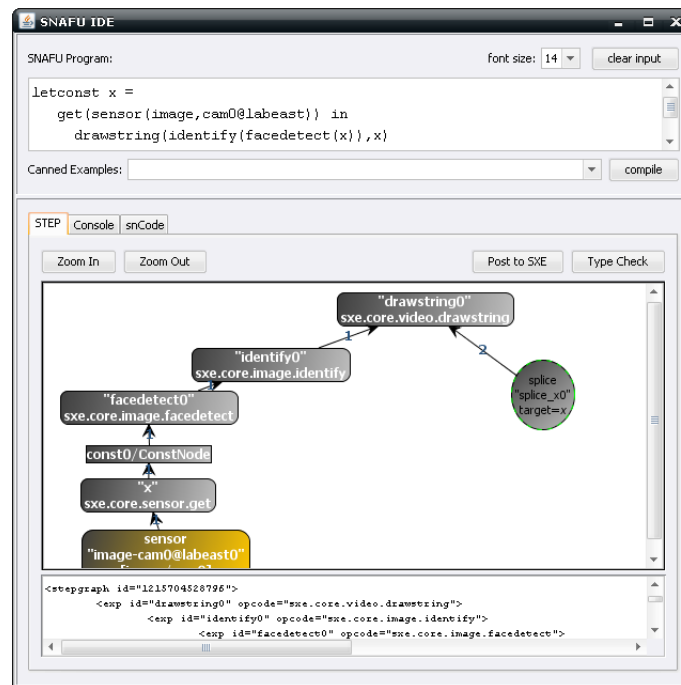 SNAFU IDE
SNAFU Program:
font size: 14 clear input
letconst x =
get(sensor(image,cam0@labeast)) in
drawstring(identify(facedetect(x)),x)
Canned Examples: compile
STEP Console snCode
Zoom In Zoom Out Post to SXE Type Check
"drawstring0"
sxe.core.video.drawstring
1
2
"identify0"
sxe.core.image.identify
splice
"splice_x0"
target=x
1
"facedetect0"
sxe.core.image.facedetect
1
const0/ConstNode
1
"x"
sxe.core.sensor.get
1
sensor
"image-cam0@labeast0"
<stepgraph id="1215704528796">
<exp id="drawstring0" opcode="sxe.core.video.drawstring">
<exp id="identify0" opcode="sxe.core.image.identify">
<exp id="facedetect0" opcode="sxe.core.image.facedetect">